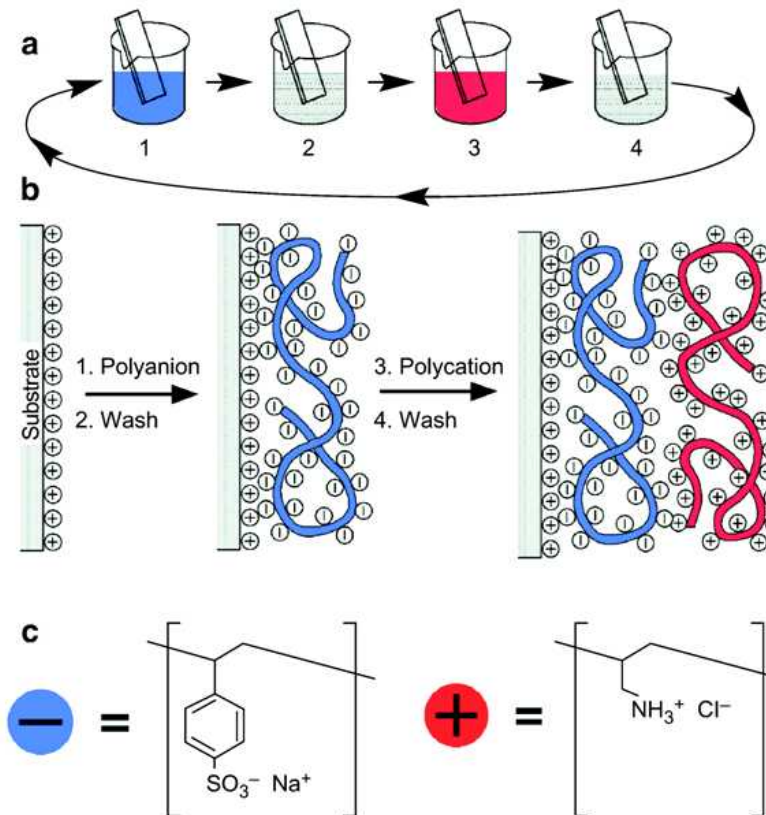 a
1 2 3 4
b
Substrate
1. Polyanion
2. Wash
3. Polycation
4. Wash
c
− =
SO₃⁻ Na⁺
+ =
NH₃⁺ Cl⁻